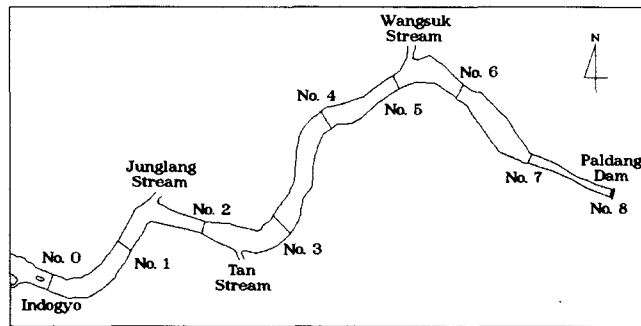 Wangsuk
Stream
N
No. 6
No. 4
No. 5
Junglang
Stream
Paldang
Dam
No. 7
No. 2
No. 8
No. 0
No. 3
No. 1
Tan
Stream
Indogyo